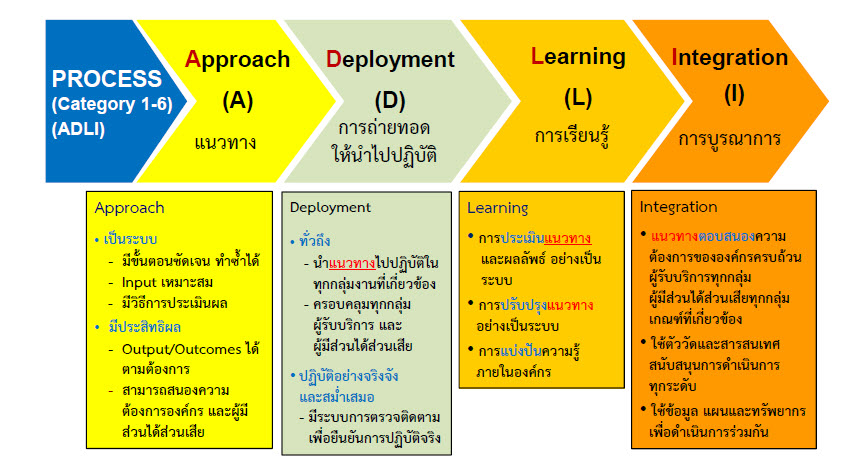 PROCESS
(Category 1-6)
(ADLI)
Approach
(A)
แนวทาง
Deployment
(D)
การถ่ายทอด
ให้นำไปปฏิบัติ
Learning
(L)
การเรียนรู้
Integration
(I)
การบูรณาการ
Approach
• เป็นระบบ
- มีขั้นตอนชัดเจน ทำซ้ำได้
- Input เหมาะสม
- มีวิธีการประเมินผล
• มีประสิทธิผล
- Output/Outcomes ได้
ตามต้องการ
- สามารถสนองความ
ต้องการองค์กร และผู้มี
ส่วนได้ส่วนเสีย
Deployment
• ทั่วถึง
- นำแนวทางไปปฏิบัติใน
ทุกกลุ่มงานที่เกี่ยวข้อง
- ครอบคลุมทุกกลุ่ม
ผู้รับบริการ และ
ผู้มีส่วนได้ส่วนเสีย
• ปฏิบัติอย่างจริงจัง
และสม่ำเสมอ
- มีระบบการตรวจติดตาม
เพื่อยืนยันการปฏิบัติจริง
Learning
• การประเมินแนวทาง
และผลลัพธ์ อย่างเป็น
ระบบ
• การปรับปรุงแนวทาง
อย่างเป็นระบบ
• การแบ่งปันความรู้
ภายในองค์กร
Integration
• แนวทางตอบสนองความ
ต้องการขององค์กรครบถ้วน
ผู้รับบริการทุกกลุ่ม
ผู้มีส่วนได้ส่วนเสียทุกกลุ่ม
เกณฑ์ที่เกี่ยวข้อง
• ใช้ตัววัดและสารสนเทศ
สนับสนุนการดำเนินการ
ทุกระดับ
• ใช้ข้อมูล แผนและทรัพยากร
เพื่อดำเนินการร่วมกัน